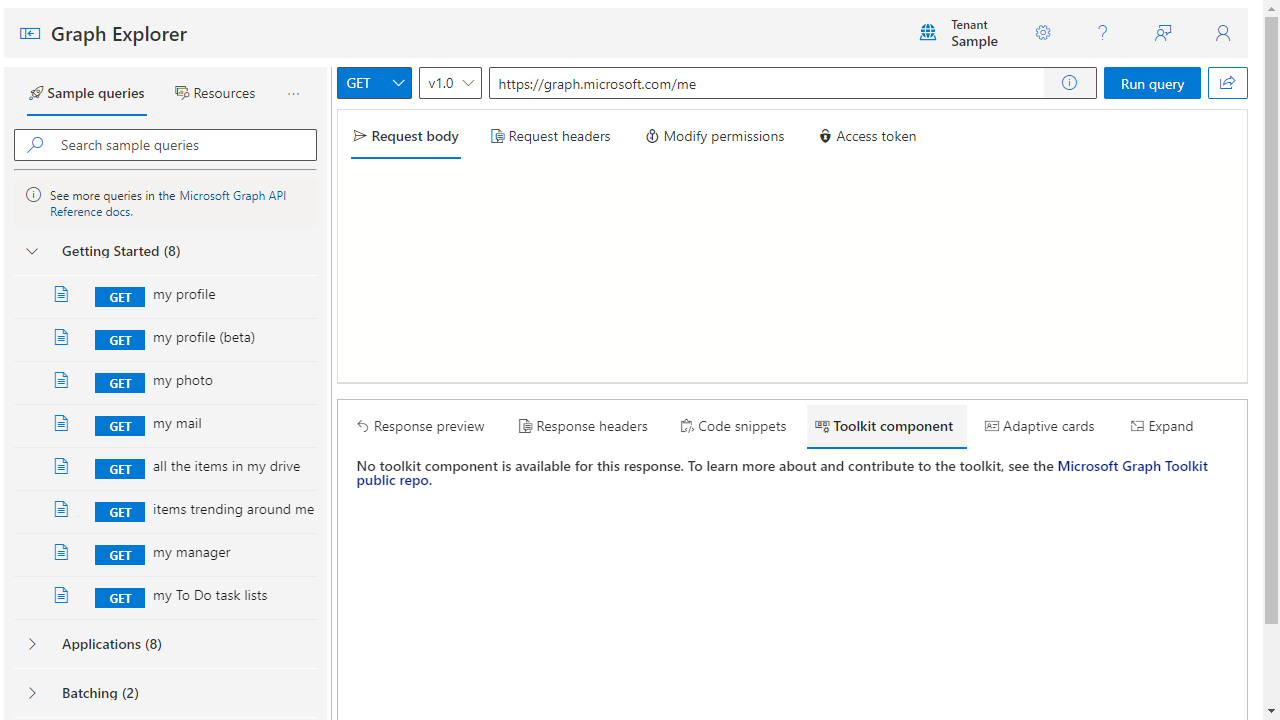 Graph Explorer
Tenant
Sample
Sample queries
Resources
Search sample queries
See more queries in the Microsoft Graph API
Reference docs.
Getting Started (8)
GET my profile
GET my profile (beta)
GET my photo
GET my mail
GET all the items in my drive
GET items trending around me
GET my manager
GET my To Do task lists
Applications (8)
Batching (2)
GET
v1.0
https://graph.microsoft.com/me
Run query
Request body
Request headers
Modify permissions
Access token
Response preview
Response headers
Code snippets
Toolkit component
Adaptive cards
Expand
No toolkit component is available for this response. To learn more about and contribute to the toolkit, see the Microsoft Graph Toolkit
public repo.